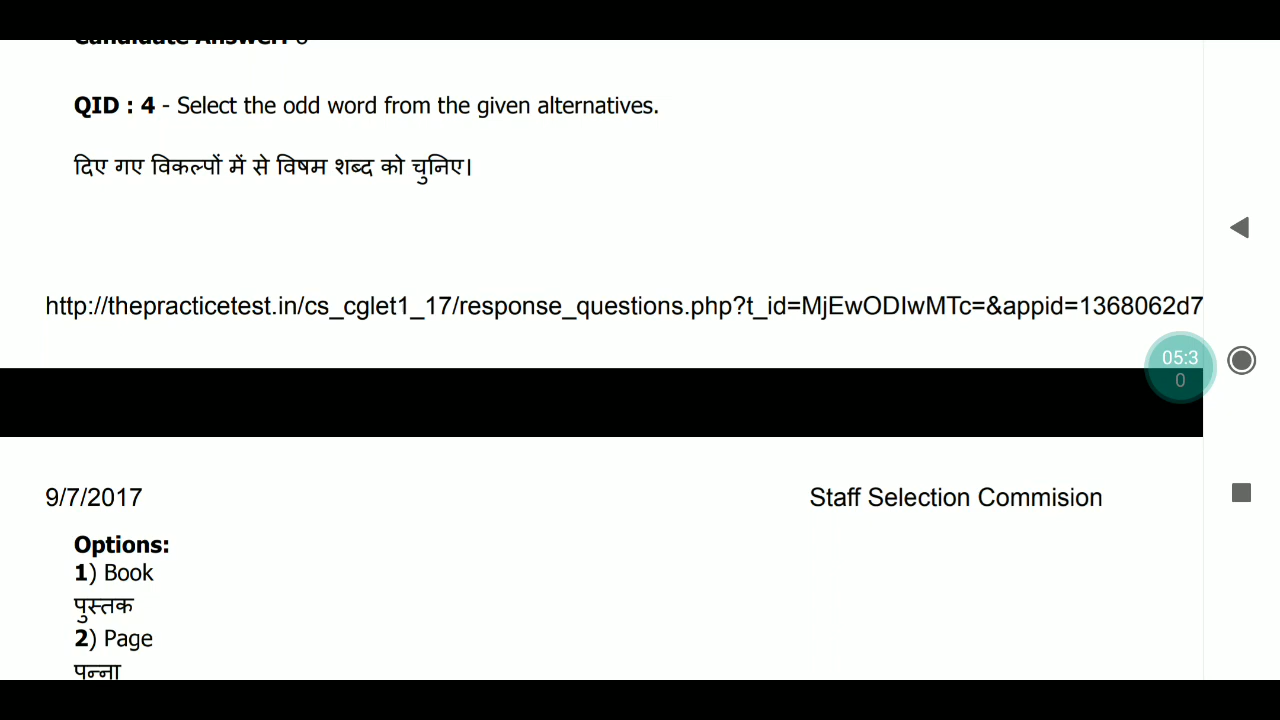 QID : 4 - Select the odd word from the given alternatives.
दिए गए विकल्पों में से विषम शब्द को चुनिए।
http://thepracticetest.in/cs_cglet1_17/response_questions.php?t_id=MjEwODIwMTc=&appid=1368062d7
05:3
0
9/7/2017 Staff Selection Commision
Options:
1) Book
पुस्तक
2) Page
पन्ना